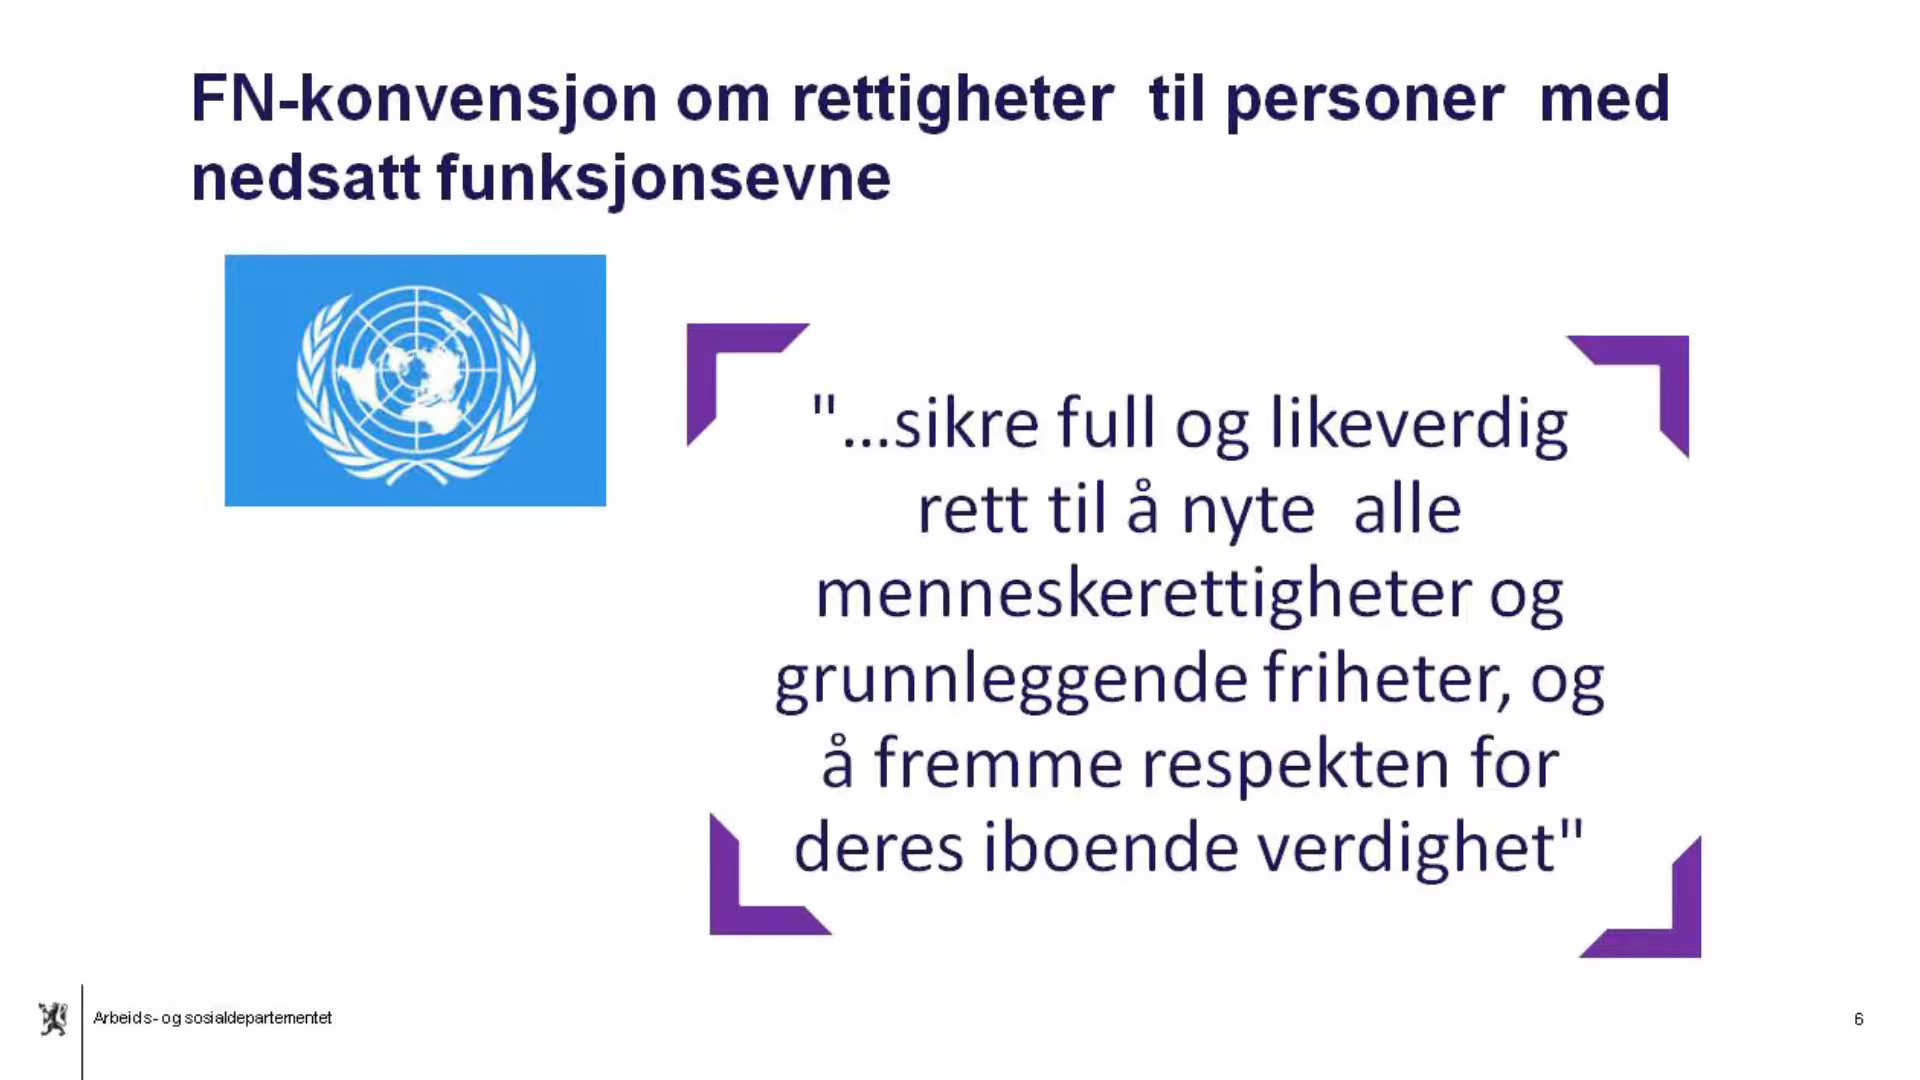 FN-konvensjon om rettigheter til personer med
nedsatt funksjonsevne
"...sikre full og likeverdig
rett til å nyte alle
menneskerettigheter og
grunnleggende friheter, og
å fremme respekten for
deres iboende verdighet"
Arbeids- og sosialdepartementet
6